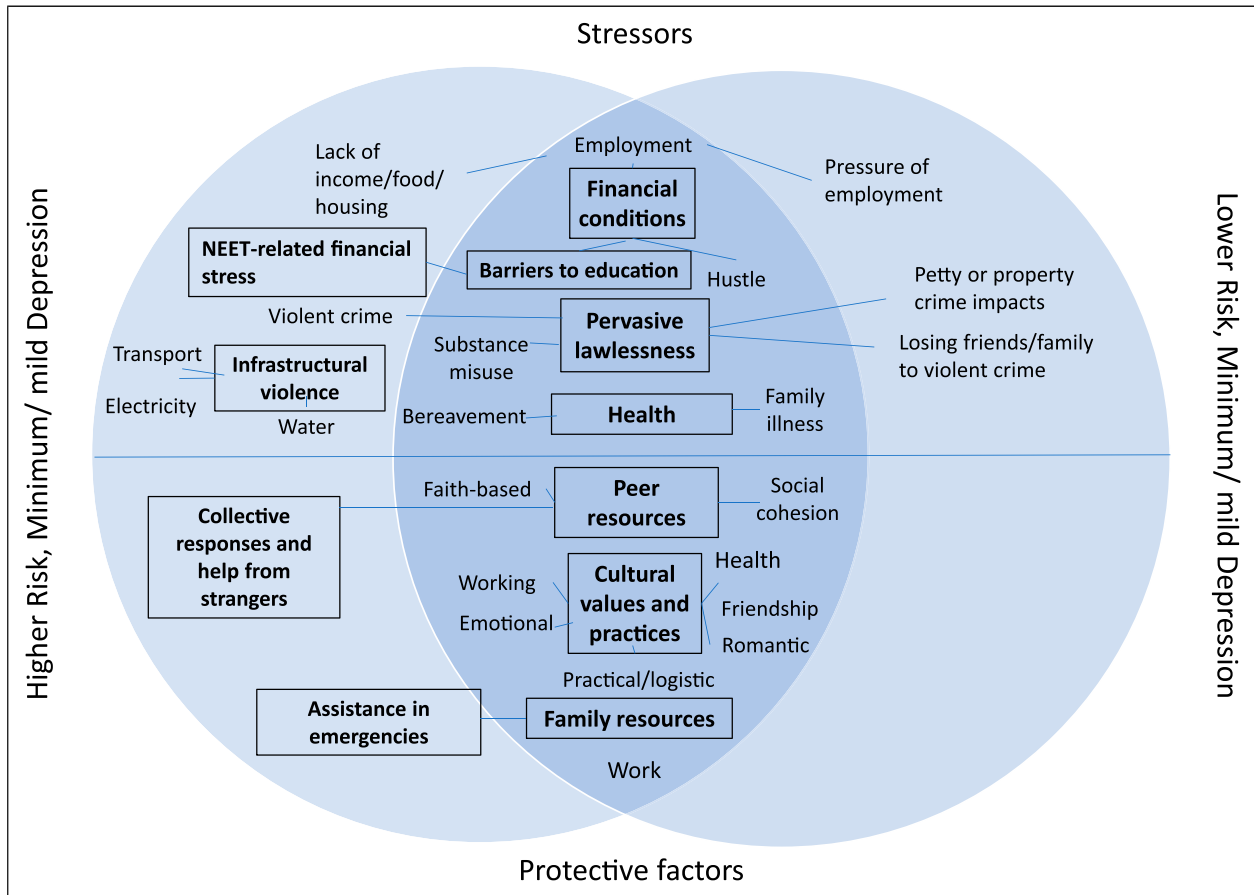 Stressors
Employment
Lack of
income/food/
housing
Pressure of
employment
Financial
conditions
NEET-related financial
stress
Barriers to education
Hustle
Petty or property
crime impacts
Violent crime
Pervasive
lawlessness
Substance
misuse
Losing friends/family
to violent crime
Transport
Infrastructural
violence
Electricity
Water
Bereavement
Health
Family
illness
Higher Risk, Minimum/ mild Depression
Lower Risk, Minimum/ mild Depression
Faith-based
Peer
resources
Social
cohesion
Collective
responses and
help from
strangers
Working
Emotional
Cultural
values and
practices
Health
Friendship
Romantic
Practical/logistic
Assistance in
emergencies
Family resources
Work
Protective factors